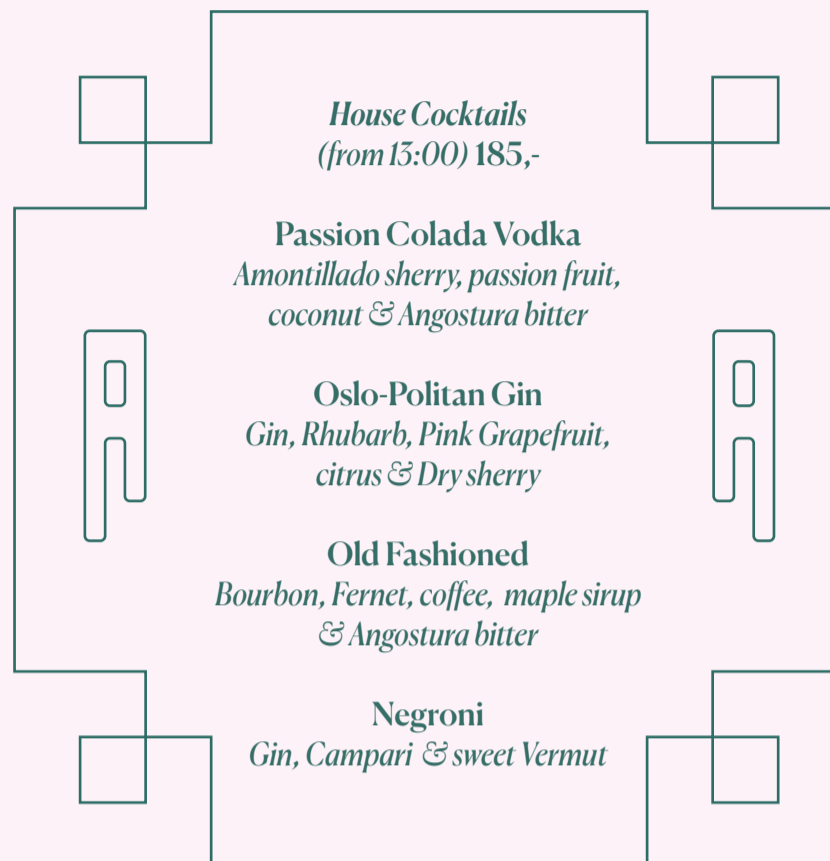 House Cocktails
(from 13:00) 185,-
Passion Colada Vodka
Amontillado sherry, passion fruit,
coconut & Angostura bitter
Oslo-Politan Gin
Gin, Rhubarb, Pink Grapefruit,
citrus & Dry sherry
Old Fashioned
Bourbon, Fernet, coffee, maple sirup
& Angostura bitter
Negroni
Gin, Campari & sweet Vermut